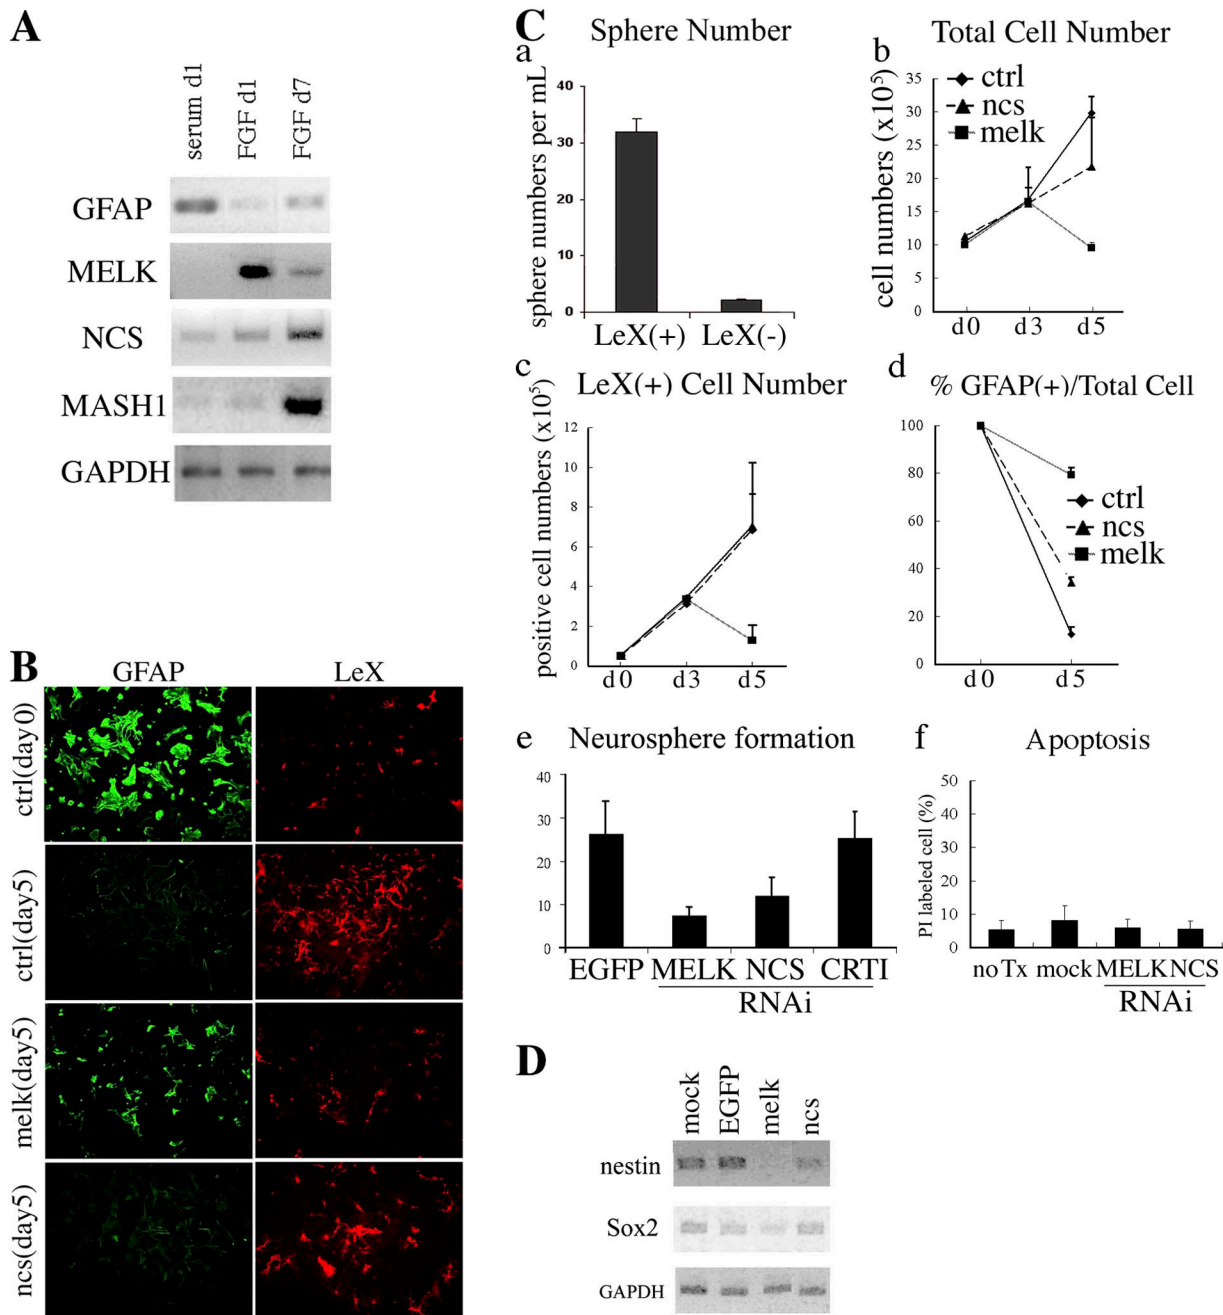 A
serum d1
FGF d1
FGF d7
GFAP
MELK
NCS
MASH1
GAPDH
B
GFAP
LeX
ctrl(day0)
ctrl(day5)
melk(day5)
ncs(day5)
C
a
Sphere Number
sphere numbers per mL
40
30
20
10
0
LeX(+)
LeX(-)
b
Total Cell Number
cell numbers (x10⁵)
35
30
25
20
15
10
5
0
ctrl
ncs
melk
d0
d3
d5
c
LeX(+) Cell Number
positive cell numbers (x10⁵)
12
10
8
6
4
2
0
d0
d3
d5
d
% GFAP(+)/Total Cell
100
80
60
40
20
0
ctrl
ncs
melk
d0
d5
e
Neurosphere formation
40
30
20
10
0
EGFP
MELK
NCS
CRTI
RNAi
f
Apoptosis
PI labeled cell (%)
50
40
30
20
10
0
noTx
mock
MELK
NCS
RNAi
D
mock
EGFP
melk
ncs
nestin
Sox2
GAPDH